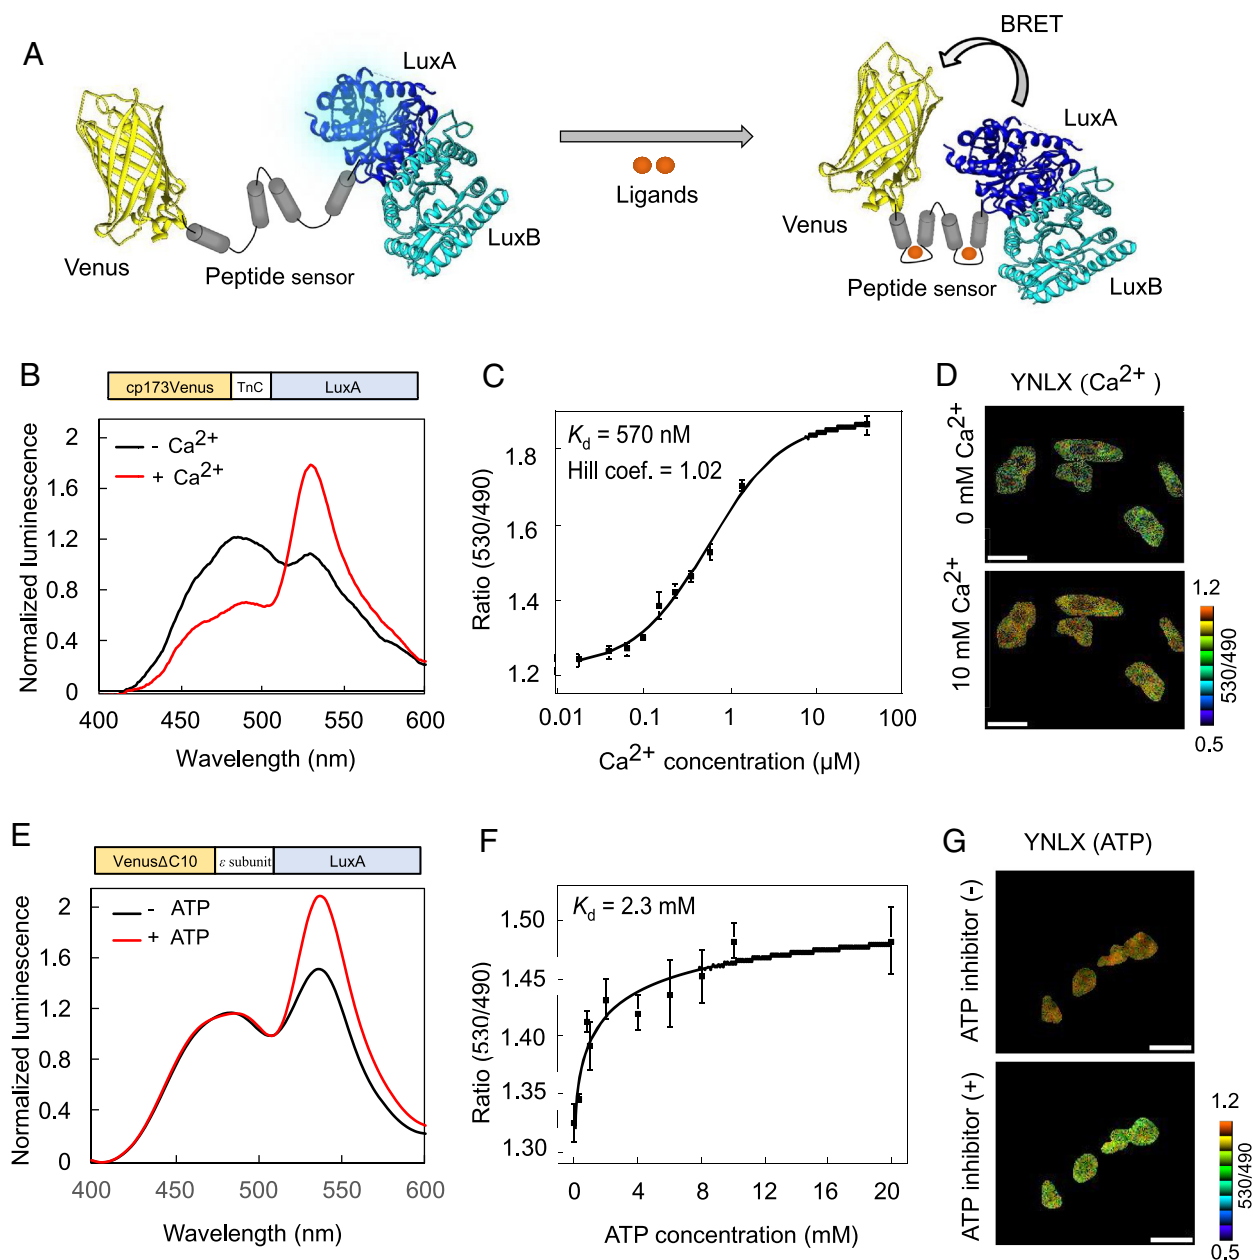 A
LuxA
LuxB
Venus
Peptide sensor
Ligands
BRET
LuxA
Venus
Peptide sensor
LuxB
B
cp173Venus TnC LuxA
Normalized luminescence
2
1.6
1.2
0.8
0.4
0
- Ca2+
+ Ca2+
400 450 500 550 600
Wavelength (nm)
C
Ratio (530/490)
1.8
1.6
1.4
1.2
Kd = 570 nM
Hill coef. = 1.02
0.01 0.1 1 10 100
Ca2+ concentration (µM)
D
YNLX (Ca2+ )
0 mM Ca2+
10 mM Ca2+
1.2
530/490
0.5
E
VenusΔC10 ε subunit LuxA
Normalized luminescence
2
1.6
1.2
0.8
0.4
0
- ATP
+ ATP
400 450 500 550 600
Wavelength (nm)
F
Ratio (530/490)
1.50
1.45
1.40
1.35
1.30
Kd = 2.3 mM
0 4 8 12 16 20
ATP concentration (mM)
G
YNLX (ATP)
ATP inhibitor (-)
ATP inhibitor (+)
1.2
530/490
0.5